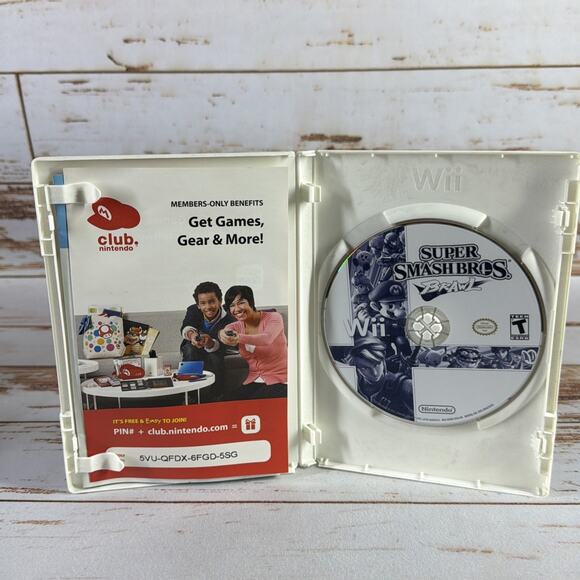 MEMBERS-ONLY BENEFITS
Get Games,
Gear & More!
M
club
nintendo
IT'S FREE & Easy TO JOIN!
PIN# + club.nintendo.com =
5VU-QFDX-6FGD-5SG
Wii
SUPER
SMASH BROS.
BRAWL
Wii
T
Nintendo